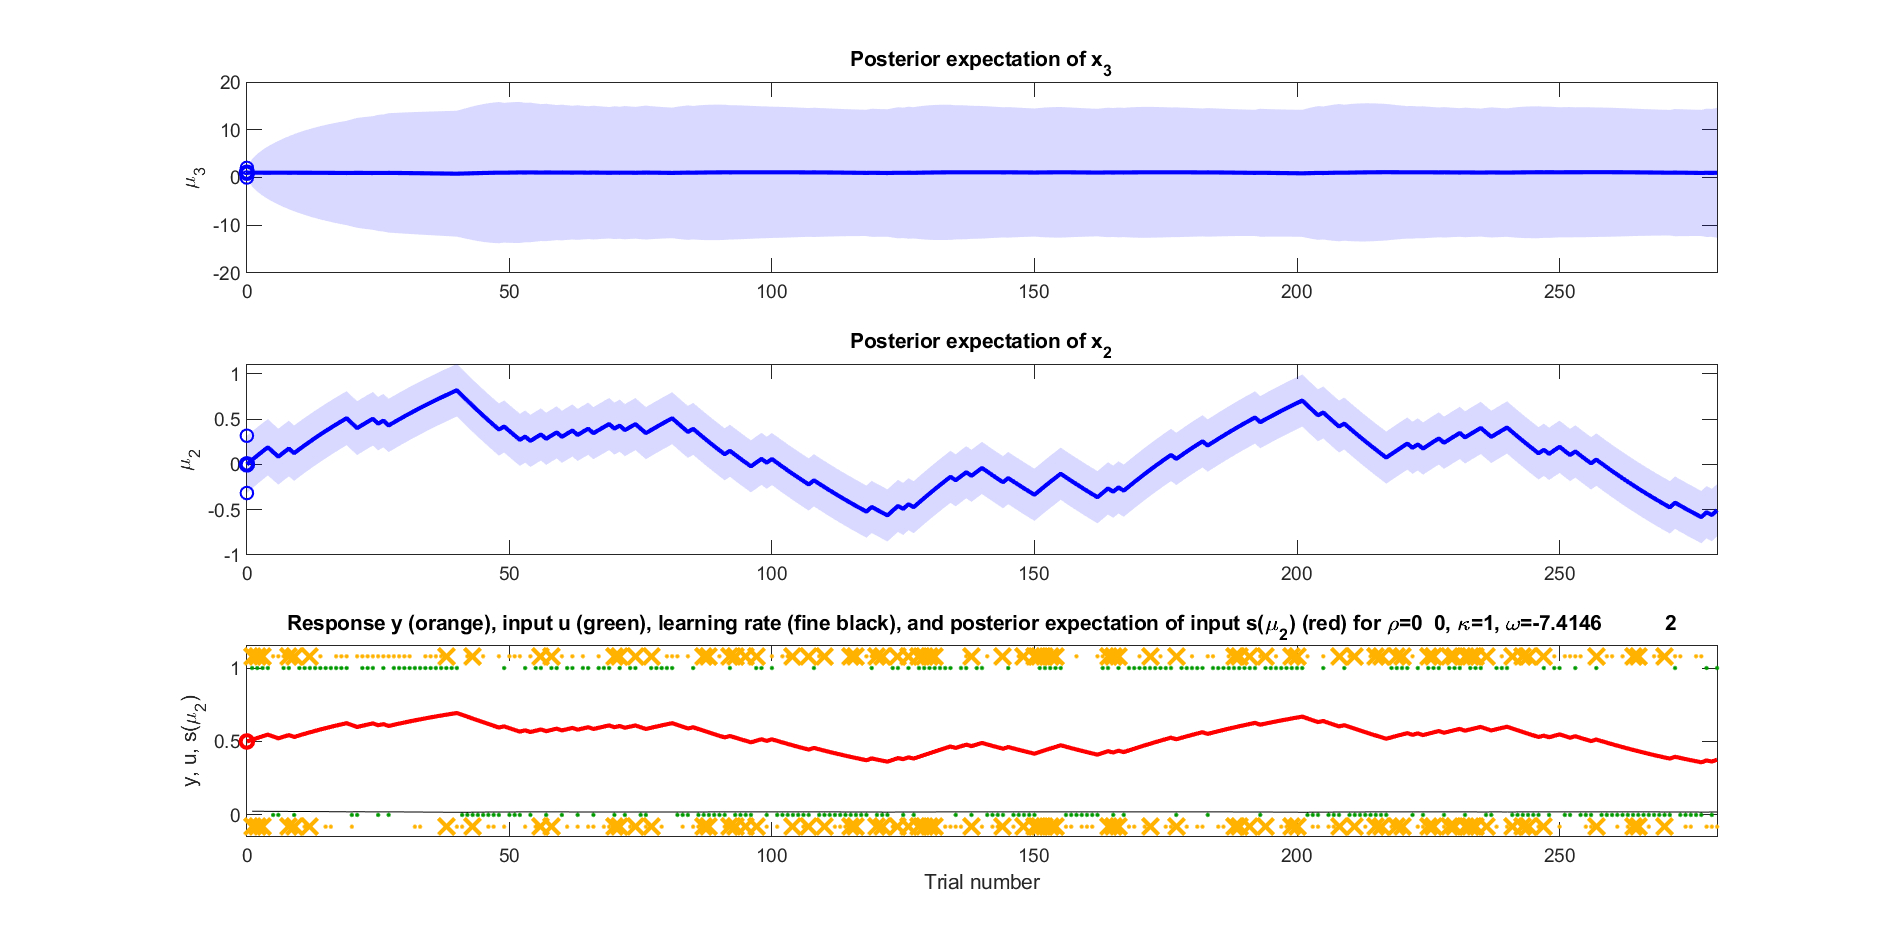 Posterior expectation of x3
20
10
0
-10
-20
μ3
0 50 100 150 200 250
Posterior expectation of x2
1
0.5
0
-0.5
-1
μ2
0 50 100 150 200 250
Response y (orange), input u (green), learning rate (fine black), and posterior expectation of input s(μ2) (red) for ρ=0 0, κ=1, ω=-7.4146 2
1
0.5
0
y, u, s(μ2)
0 50 100 150 200 250
Trial number